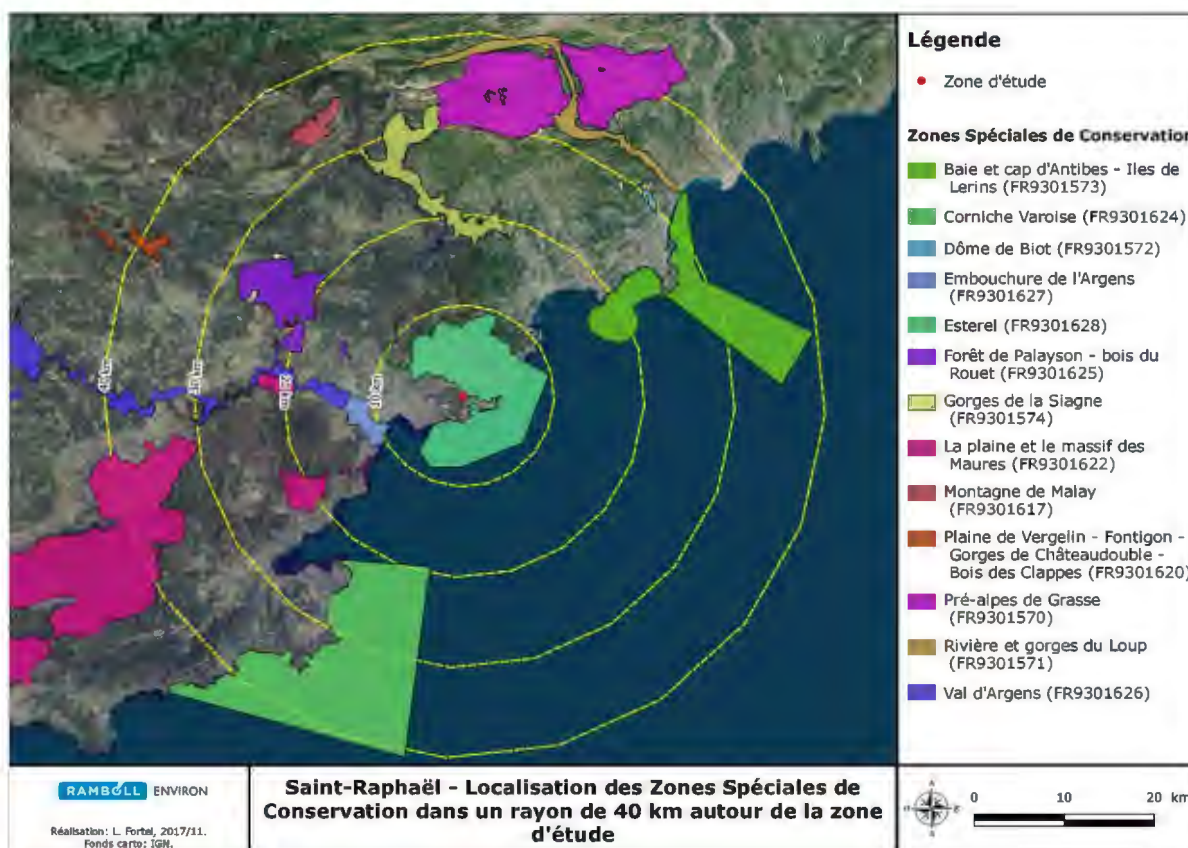 Légende
Zone d'étude
Zones Spéciales de Conservation
Baie et cap d'Antibes - Iles de
Lerins (FR9301573)
Corniche Varoise (FR9301624)
Dôme de Biot (FR9301572)
Embouchure de l'Argens
(FR9301627)
Esterel (FR9301628)
Forêt de Palayson - bois du
Rouet (FR9301625)
Gorges de la Siagne
(FR9301574)
La plaine et le massif des
Maures (FR9301622)
Montagne de Malay
(FR9301617)
Plaine de Vergelin - Fontigon -
Gorges de Châteaudouble -
Bois des Clappes (FR9301620)
Pré-alpes de Grasse
(FR9301570)
Rivière et gorges du Loup
(FR9301571)
Val d'Argens (FR9301626)
10km
RAMBOLL ENVIRON
Réalisation: L. Fortel, 2017/11.
Fonds carto: IGN.
Saint-Raphaël - Localisation des Zones Spéciales de
Conservation dans un rayon de 40 km autour de la zone
d'étude
0 10 20 km